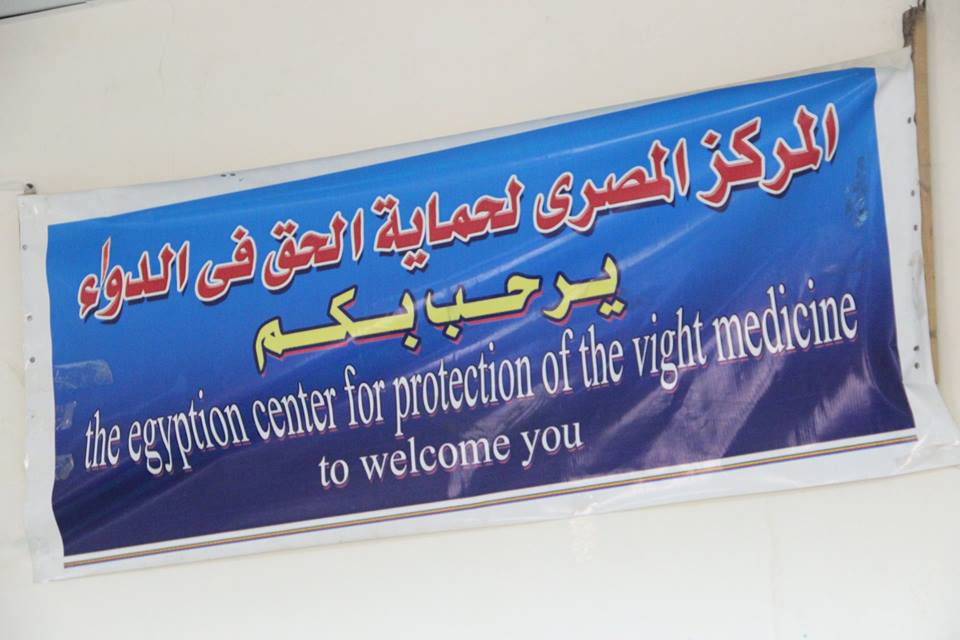 المركز المصرى لحماية الحق فى الدواء
يرحب بكم
the egyption center for protection of the vight medicine
to welcome you